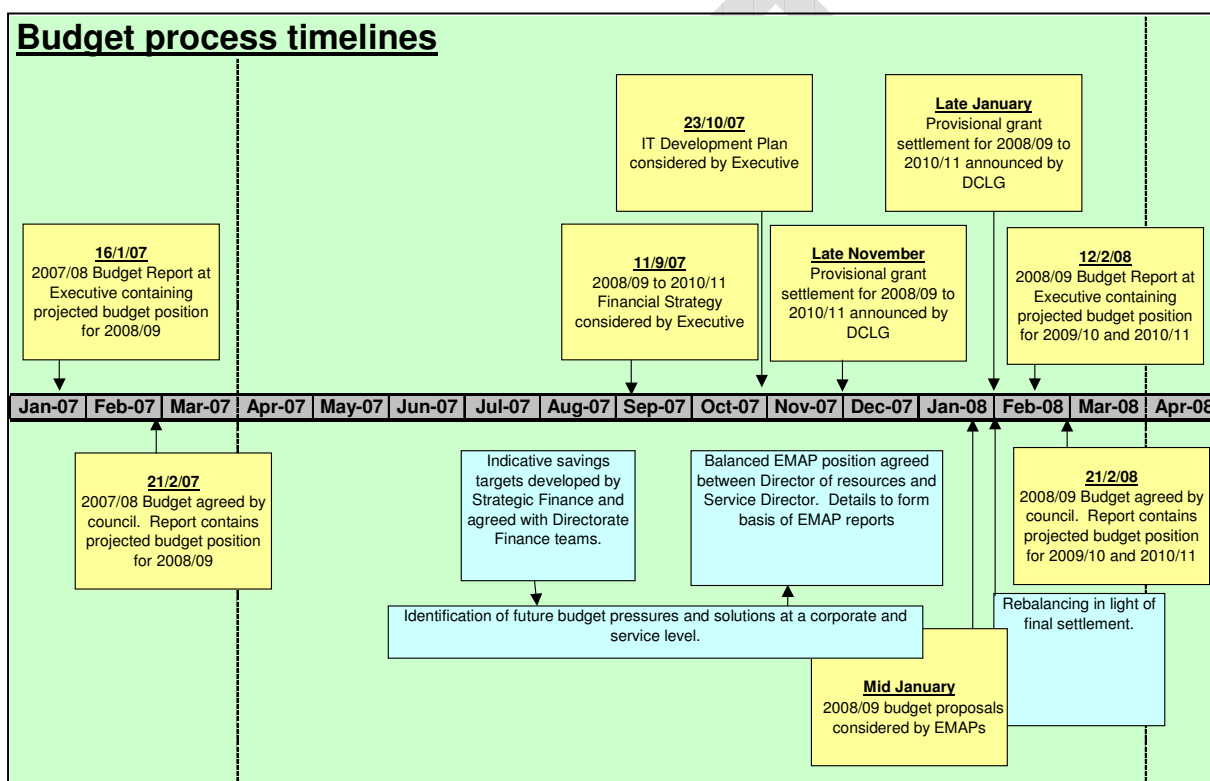 Budget process timelines
23/10/07
IT Development Plan
considered by Executive
Late January
Provisional grant
settlement for 2008/09 to
2010/11 announced by
DCLG
16/1/07
2007/08 Budget Report at
Executive containing
projected budget position
for 2008/09
11/9/07
2008/09 to 2010/11
Financial Strategy
considered by Executive
Late November
Provisional grant
settlement for 2008/09 to
2010/11 announced by
DCLG
12/2/08
2008/09 Budget Report at
Executive containing
projected budget position
for 2009/10 and 2010/11
Jan-07 Feb-07 Mar-07 Apr-07 May-07 Jun-07 Jul-07 Aug-07 Sep-07 Oct-07 Nov-07 Dec-07 Jan-08 Feb-08 Mar-08 Apr-08
21/2/07
2007/08 Budget agreed by
council. Report contains
projected budget position
for 2008/09
Indicative savings
targets developed by
Strategic Finance and
agreed with Directorate
Finance teams.
Balanced EMAP position agreed
between Director of resources and
Service Director. Details to form
basis of EMAP reports
21/2/08
2008/09 Budget agreed by
council. Report contains
projected budget position
for 2009/10 and 2010/11
Identification of future budget pressures and solutions at a corporate and
service level.
Rebalancing in light of
final settlement.
Mid January
2008/09 budget proposals
considered by EMAPs